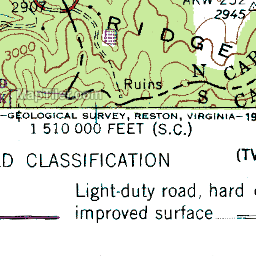 2907
ARW 252
2945
RIDGE
3000
Ruins
N CAR
S CA
-GEOLOGICAL SURVEY, RESTON, VIRGINIA-19
1 510 000 FEET (S.C.)
D CLASSIFICATION
(TV
Light-duty road, hard
improved surface